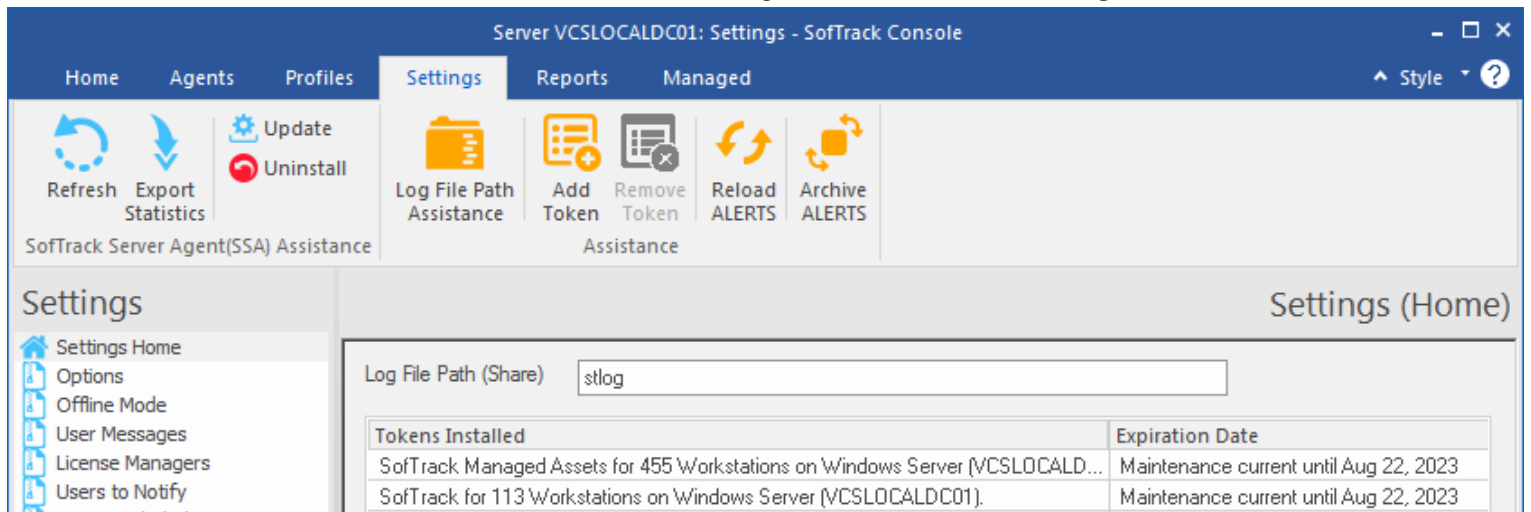 Server VCSLOCALDC01: Settings - SofTrack Console
Home Agents Profiles Settings Reports Managed Style ?
Refresh Export Statistics Update Uninstall
SofTrack Server Agent(SSA) Assistance
Log File Path Assistance Add Token Remove Token Reload ALERTS Archive ALERTS
Assistance
Settings
Settings (Home)
Settings Home
Options
Offline Mode
User Messages
License Managers
Users to Notify
Log File Path (Share) stlog
Tokens Installed Expiration Date
SofTrack Managed Assets for 455 Workstations on Windows Server (VCSLOCALD... Maintenance current until Aug 22, 2023
SofTrack for 113 Workstations on Windows Server (VCSLOCALDC01). Maintenance current until Aug 22, 2023